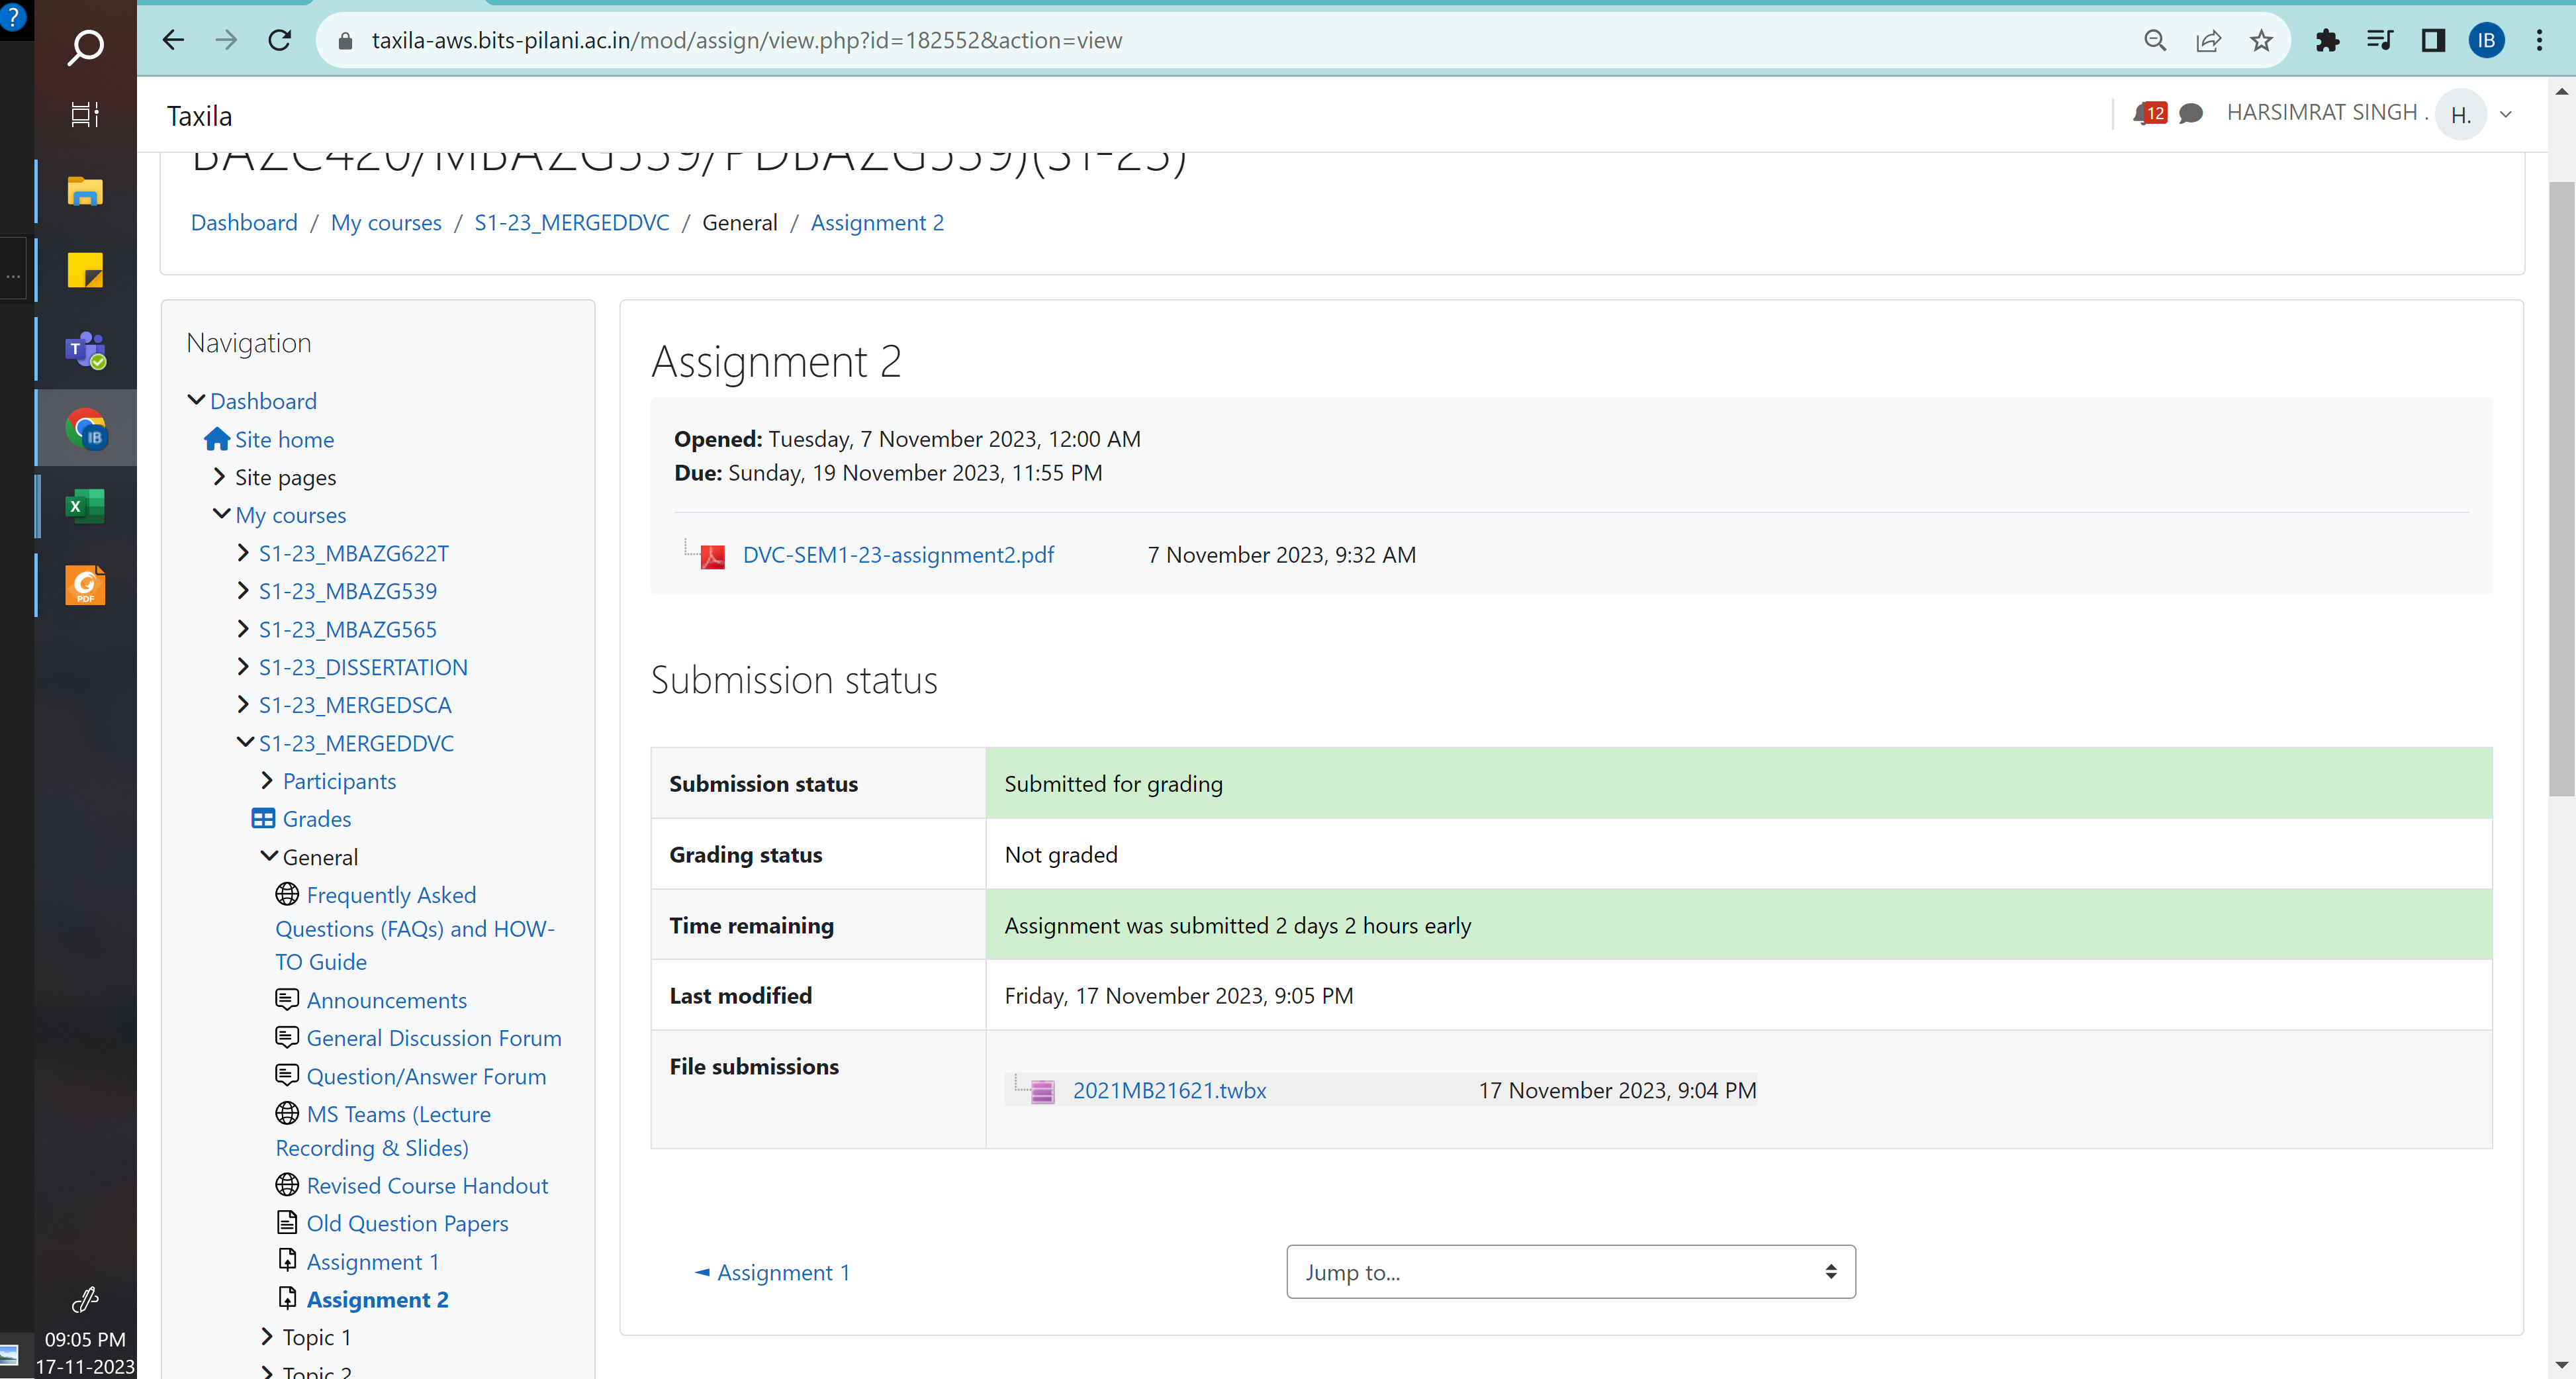 ?
taxila-aws.bits-pilani.ac.in/mod/assign/view.php?id=182552&action=view
IB
Taxila
12
HARSIMRAT SINGH .
H.
BAZC420/MBAZG539/PDBAZG539)(S1-23)
Dashboard / My courses / S1-23_MERGEDDVC / General / Assignment 2
...
T
IB
X
PDF
Navigation
Dashboard
Site home
Site pages
My courses
S1-23_MBAZG622T
S1-23_MBAZG539
S1-23_MBAZG565
S1-23_DISSERTATION
S1-23_MERGEDSCA
S1-23_MERGEDDVC
Participants
Grades
General
Frequently Asked
Questions (FAQs) and HOW-
TO Guide
Announcements
General Discussion Forum
Question/Answer Forum
MS Teams (Lecture
Recording & Slides)
Revised Course Handout
Old Question Papers
Assignment 1
Assignment 2
Topic 1
Topic 2
Assignment 2
Opened: Tuesday, 7 November 2023, 12:00 AM
Due: Sunday, 19 November 2023, 11:55 PM
DVC-SEM1-23-assignment2.pdf 7 November 2023, 9:32 AM
Submission status
Submission status Submitted for grading
Grading status Not graded
Time remaining Assignment was submitted 2 days 2 hours early
Last modified Friday, 17 November 2023, 9:05 PM
File submissions
2021MB21621.twbx 17 November 2023, 9:04 PM
◄ Assignment 1
Jump to...
09:05 PM
17-11-2023